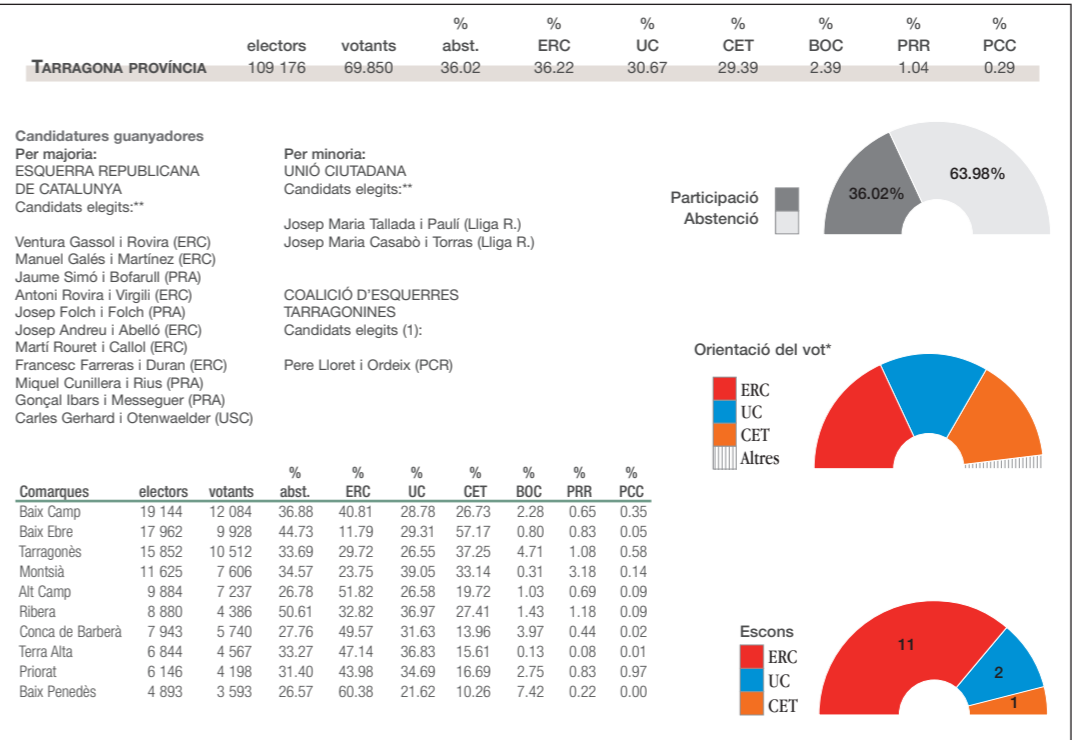 % % % % % % %
electors votants abst. ERC UC CET BOC PRR PCC
TARRAGONA PROVÍNCIA 109 176 69.850 36.02 36.22 30.67 29.39 2.39 1.04 0.29
Candidatures guanyadores
Per majoria:
ESQUERRA REPUBLICANA
DE CATALUNYA
Candidats elegits:**
Ventura Gassol i Rovira (ERC)
Manuel Galés i Martínez (ERC)
Jaume Simó i Bofarull (PRA)
Antoni Rovira i Virgili (ERC)
Josep Folch i Folch (PRA)
Josep Andreu i Abelló (ERC)
Martí Rouret i Callol (ERC)
Francesc Farreras i Duran (ERC)
Miquel Cunillera i Rius (PRA)
Gonçal Ibars i Messeguer (PRA)
Carles Gerhard i Otenwaelder (USC)
Per minoria:
UNIÓ CIUTADANA
Candidats elegits:**
Josep Maria Tallada i Paulí (Lliga R.)
Josep Maria Casabò i Torras (Lliga R.)
COALICIÓ D'ESQUERRES
TARRAGONINES
Candidats elegits (1):
Pere Lloret i Ordeix (PCR)
Participació
Abstenció
36.02%
63.98%
Orientació del vot*
ERC
UC
CET
Altres
% % % % % % %
Comarques electors votants abst. ERC UC CET BOC PRR PCC
Baix Camp 19 144 12 084 36.88 40.81 28.78 26.73 2.28 0.65 0.35
Baix Ebre 17 962 9 928 44.73 11.79 29.31 57.17 0.80 0.83 0.05
Tarragonès 15 852 10 512 33.69 29.72 26.55 37.25 4.71 1.08 0.58
Montsià 11 625 7 606 34.57 23.75 39.05 33.14 0.31 3.18 0.14
Alt Camp 9 884 7 237 26.78 51.82 26.58 19.72 1.03 0.69 0.09
Ribera 8 880 4 386 50.61 32.82 36.97 27.41 1.43 1.18 0.09
Conca de Barberà 7 943 5 740 27.76 49.57 31.63 13.96 3.97 0.44 0.02
Terra Alta 6 844 4 567 33.27 47.14 36.83 15.61 0.13 0.08 0.01
Priorat 6 146 4 198 31.40 43.98 34.69 16.69 2.75 0.83 0.97
Baix Penedès 4 893 3 593 26.57 60.38 21.62 10.26 7.42 0.22 0.00
Escons
ERC
UC
CET
11
2
1